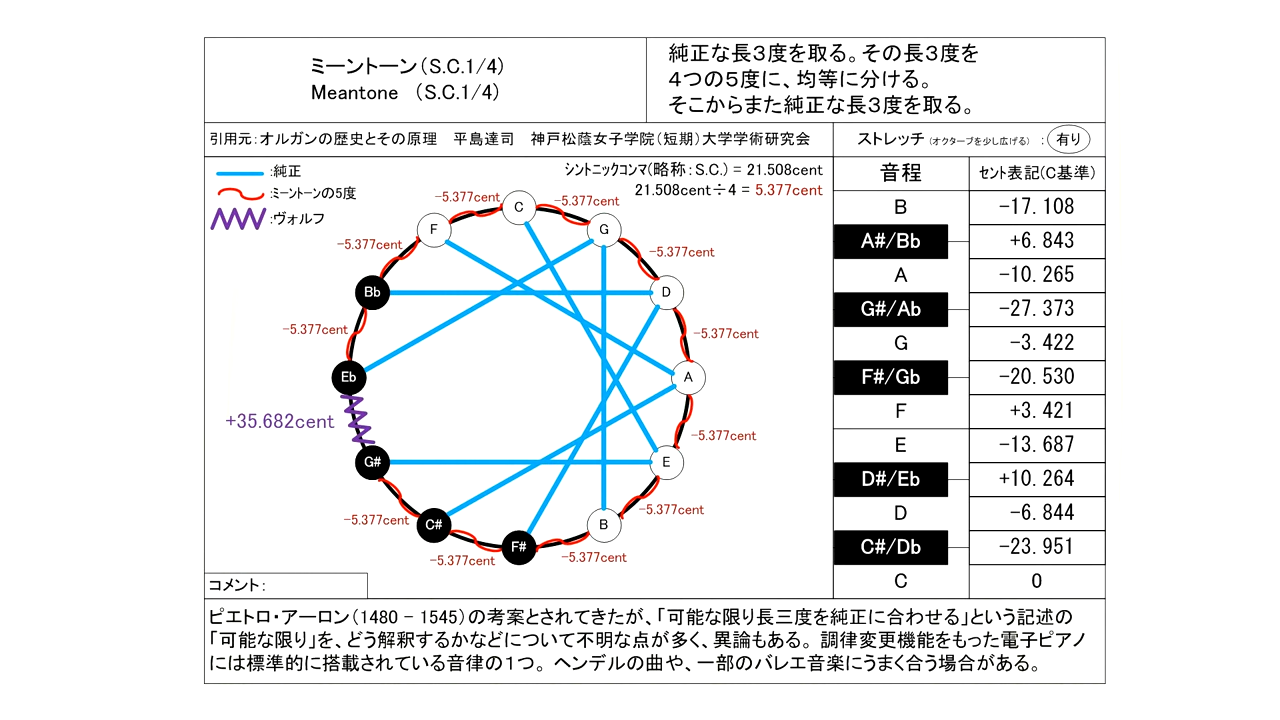 ミーントーン（S.C.1/4）
Meantone （S.C.1/4）
純正な長３度を取る。その長３度を
４つの５度に、均等に分ける。
そこからまた純正な長３度を取る。
引用元：オルガンの歴史とその原理　平島達司　神戸松蔭女子学院（短期）大学学術研究会
ストレッチ（オクターブを少し広げる）：有り
:純正
:ミーントーンの5度
:ヴォルフ
シントニックコンマ（略称：S.C.）= 21.508cent
21.508cent÷4 = 5.377cent
-5.377cent
C
-5.377cent
F
G
-5.377cent
-5.377cent
Bb
D
-5.377cent
-5.377cent
Eb
A
+35.682cent
-5.377cent
G#
E
-5.377cent
-5.377cent
C#
B
F#
-5.377cent
-5.377cent
音程
セント表記（C基準）
B
-17.108
A#/Bb
+6.843
A
-10.265
G#/Ab
-27.373
G
-3.422
F#/Gb
-20.530
F
+3.421
E
-13.687
D#/Eb
+10.264
D
-6.844
C#/Db
-23.951
C
0
コメント：
ピエトロ・アーロン（1480 - 1545）の考案とされてきたが、「可能な限り長三度を純正に合わせる」という記述の
「可能な限り」を、どう解釈するかなどについて不明な点が多く、異論もある。 調律変更機能をもった電子ピアノ
には標準的に搭載されている音律の１つ。 ヘンデルの曲や、一部のバレエ音楽にうまく合う場合がある。